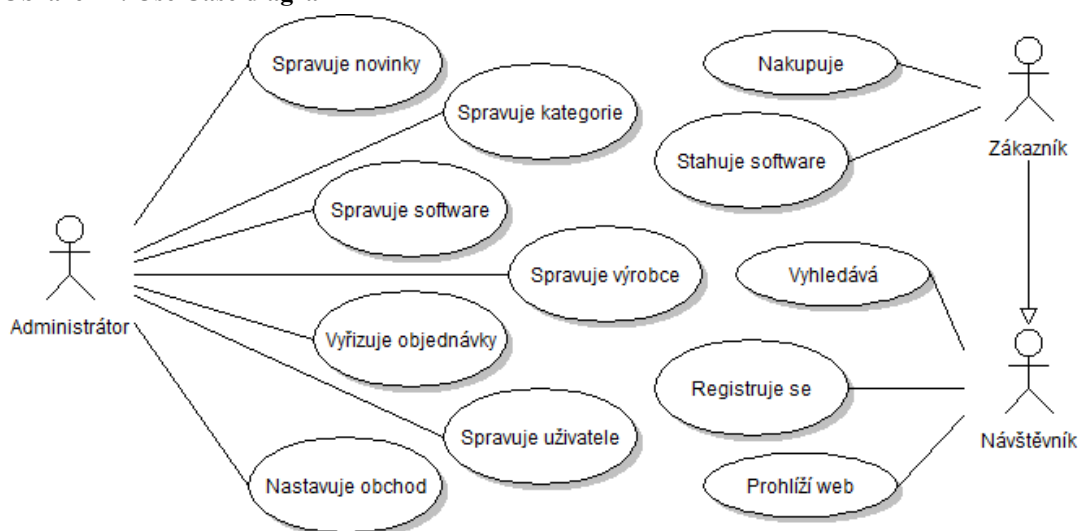 Spravuje novinky
Nakupuje
Spravuje kategorie
Stahuje software
Zákazník
Spravuje software
Spravuje výrobce
Vyhledává
Administrátor
Vyřizuje objednávky
Registruje se
Spravuje uživatele
Návštěvník
Nastavuje obchod
Prohlíží web